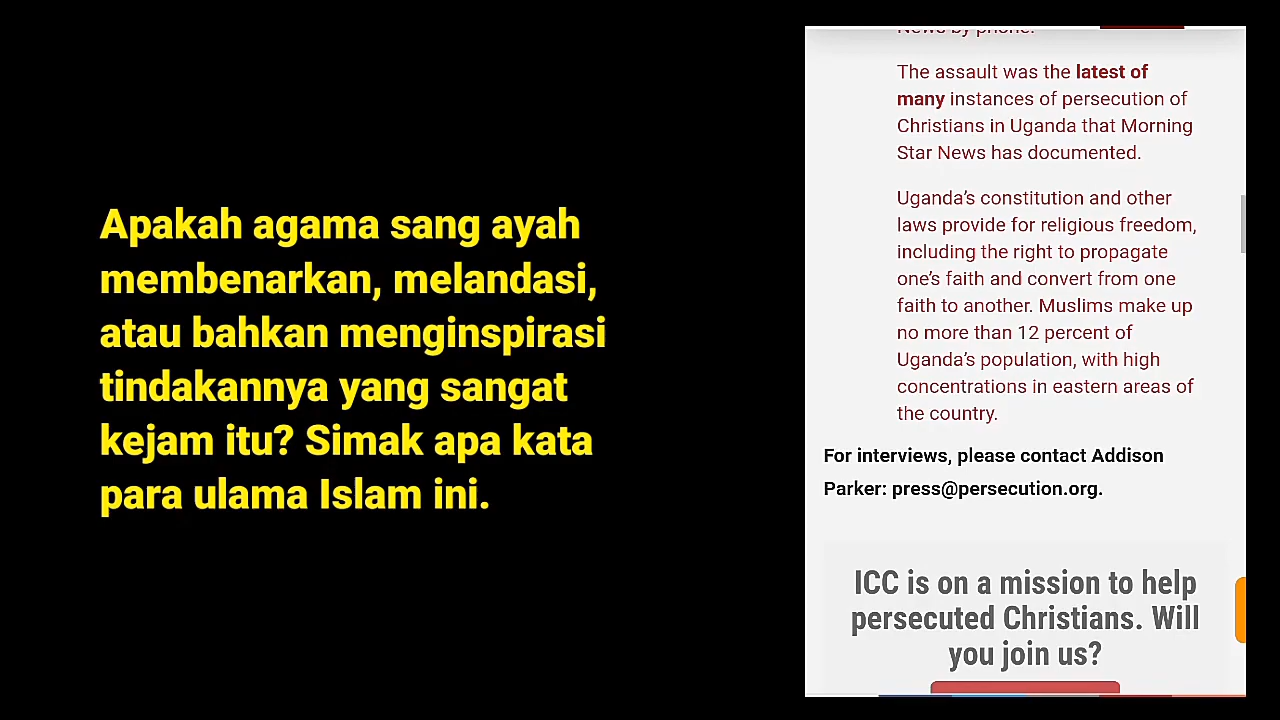 Apakah agama sang ayah
membenarkan, melandasi,
atau bahkan menginspirasi
tindakannya yang sangat
kejam itu? Simak apa kata
para ulama Islam ini.
News by phone.
The assault was the latest of
many instances of persecution of
Christians in Uganda that Morning
Star News has documented.
Uganda’s constitution and other
laws provide for religious freedom,
including the right to propagate
one’s faith and convert from one
faith to another. Muslims make up
no more than 12 percent of
Uganda’s population, with high
concentrations in eastern areas of
the country.
For interviews, please contact Addison
Parker: press@persecution.org.
ICC is on a mission to help
persecuted Christians. Will
you join us?